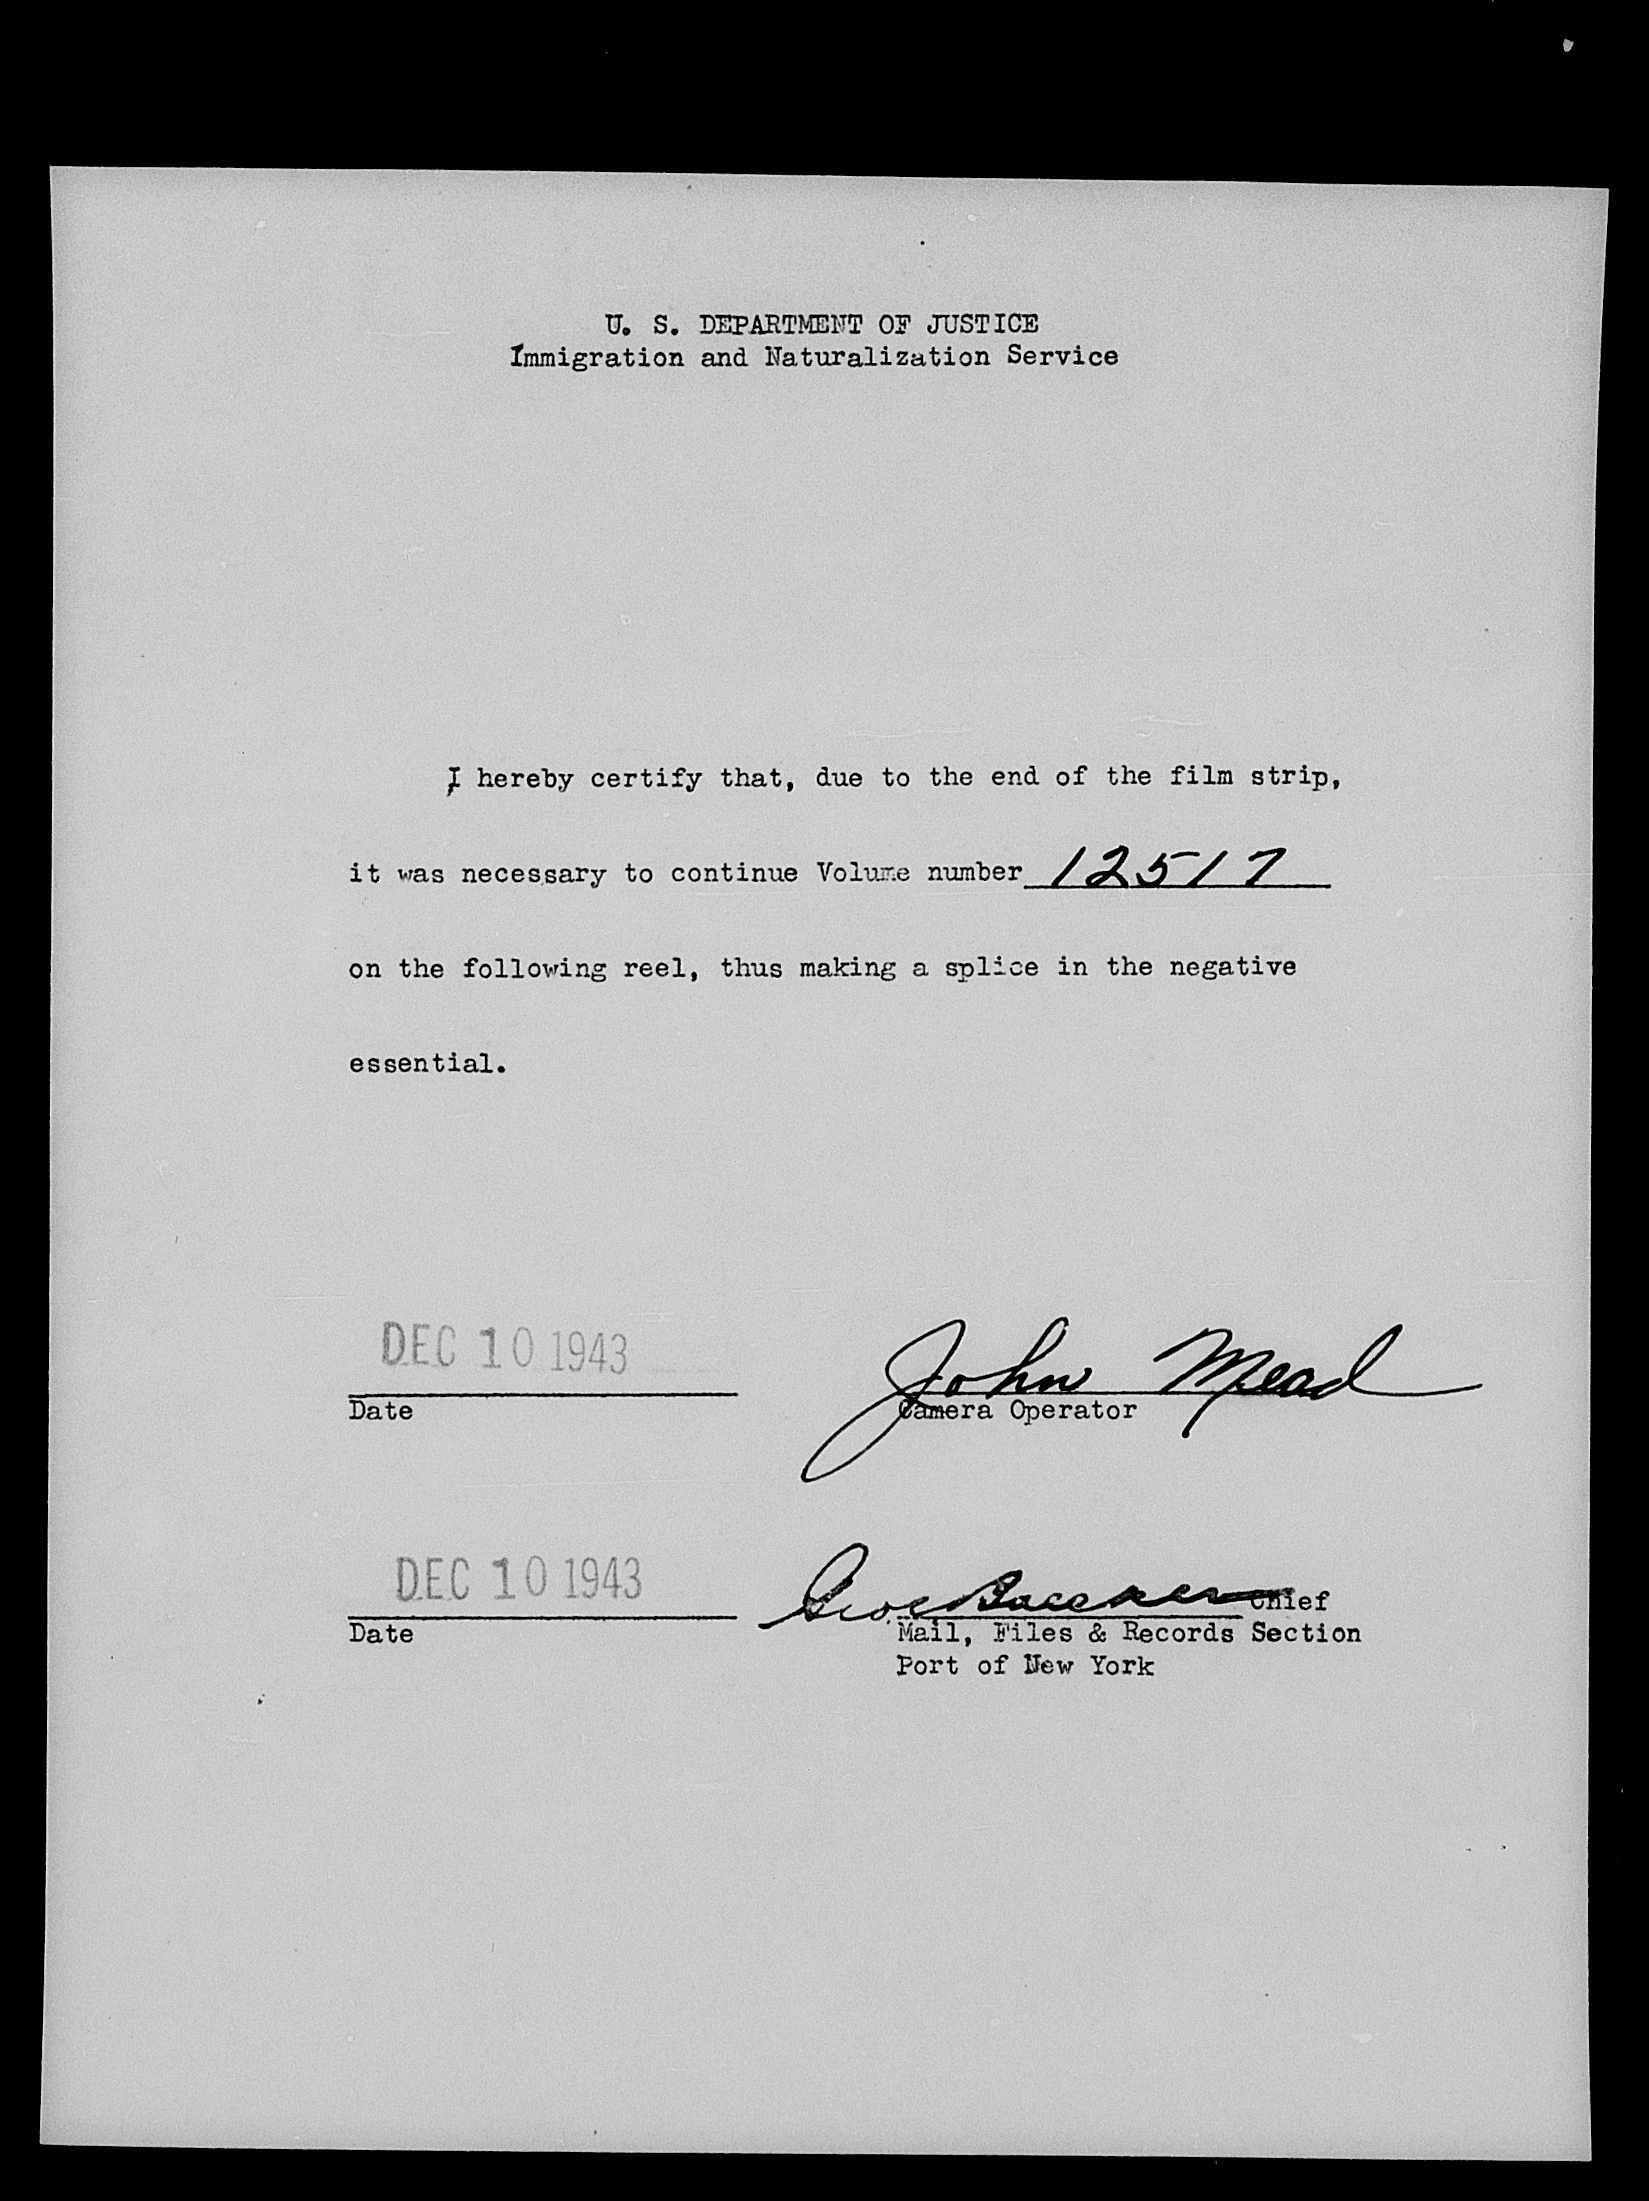 U. S. DEPARTMENT OF JUSTICE
Immigration and Naturalization Service
I hereby certify that, due to the end of the film strip,
it was necessary to continue Volume number 12517
on the following reel, thus making a splice in the negative
essential.
DEC 10 1943
John Mead
Date
Camera Operator
DEC 10 1943
Chief
Date
Mail, Files & Records Section
Port of New York